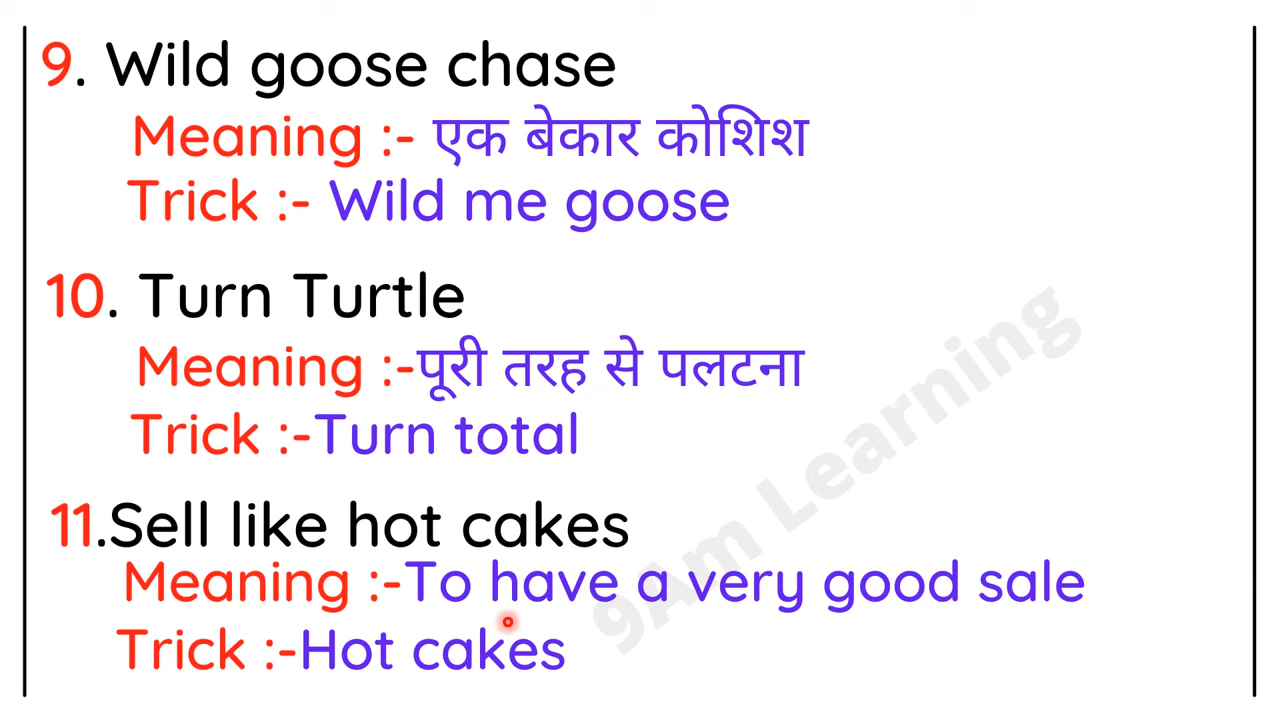 9. Wild goose chase
Meaning :- एक बेकार कोशिश
Trick :- Wild me goose
10. Turn Turtle
Meaning :-पूरी तरह से पलटना
Trick :-Turn total
11.Sell like hot cakes
Meaning :-To have a very good sale
Trick :-Hot cakes
9Am Learning